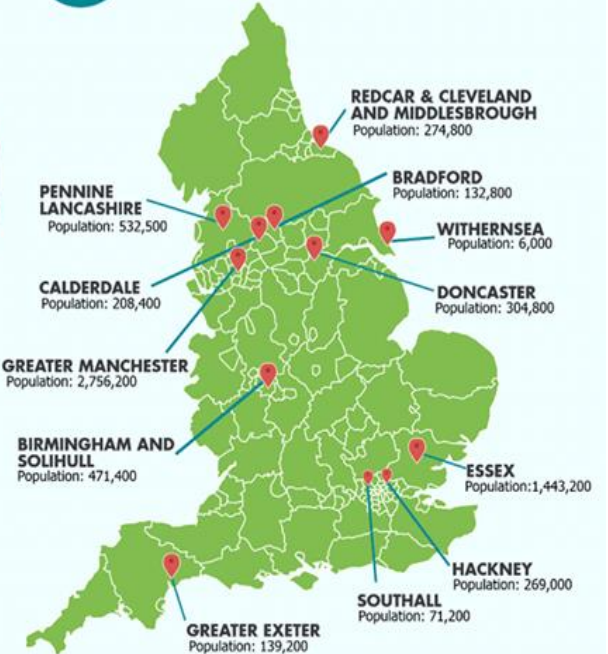 REDCAR & CLEVELAND
AND MIDDLESBROUGH
Population: 274,800
BRADFORD
Population: 132,800
PENNINE
LANCASHIRE
Population: 532,500
WITHERNSEA
Population: 6,000
CALDERDALE
Population: 208,400
DONCASTER
Population: 304,800
GREATER MANCHESTER
Population: 2,756,200
BIRMINGHAM AND
SOLIHULL
Population: 471,400
ESSEX
Population:1,443,200
HACKNEY
Population: 269,000
SOUTHALL
Population: 71,200
GREATER EXETER
Population: 139,200